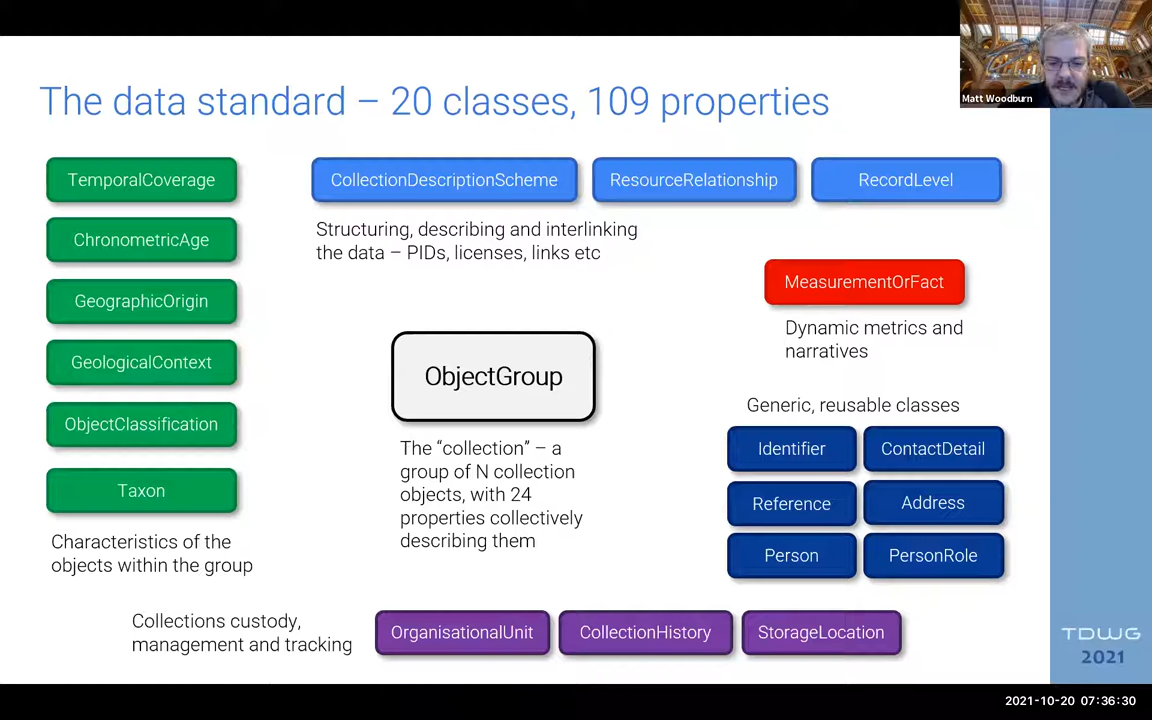 Matt Woodburn
The data standard – 20 classes, 109 properties
TemporalCoverage
ChronometricAge
GeographicOrigin
GeologicalContext
ObjectClassification
Taxon
Characteristics of the
objects within the group
CollectionDescriptionScheme
ResourceRelationship
RecordLevel
Structuring, describing and interlinking
the data – PIDs, licenses, links etc
MeasurementOrFact
Dynamic metrics and
narratives
ObjectGroup
The “collection” – a
group of N collection
objects, with 24
properties collectively
describing them
Generic, reusable classes
Identifier
ContactDetail
Reference
Address
Person
PersonRole
Collections custody,
management and tracking
OrganisationalUnit
CollectionHistory
StorageLocation
TDWG
2021
2021-10-20 07:36:30